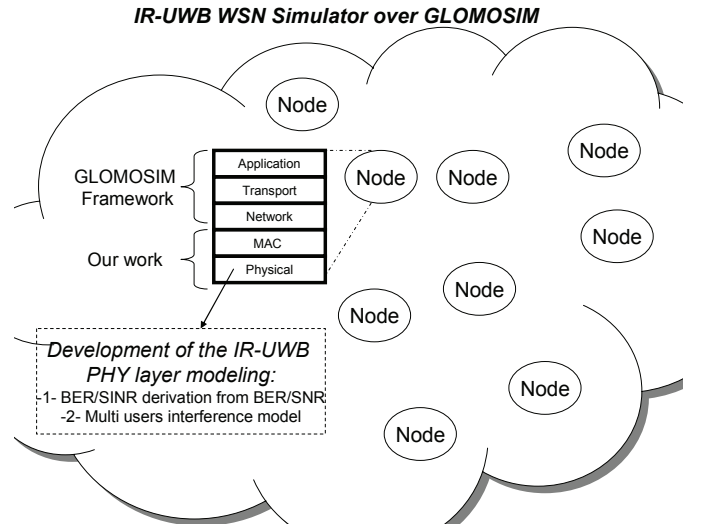 IR-UWB WSN Simulator over GLOMOSIM
Node
Node
Node
Node
Node
Node
Node
Node
Node
GLOMOSIM
Framework
Our work
Application
Transport
Network
MAC
Physical
Development of the IR-UWB
PHY layer modeling:
-1- BER/SINR derivation from BER/SNR
-2- Multi users interference model